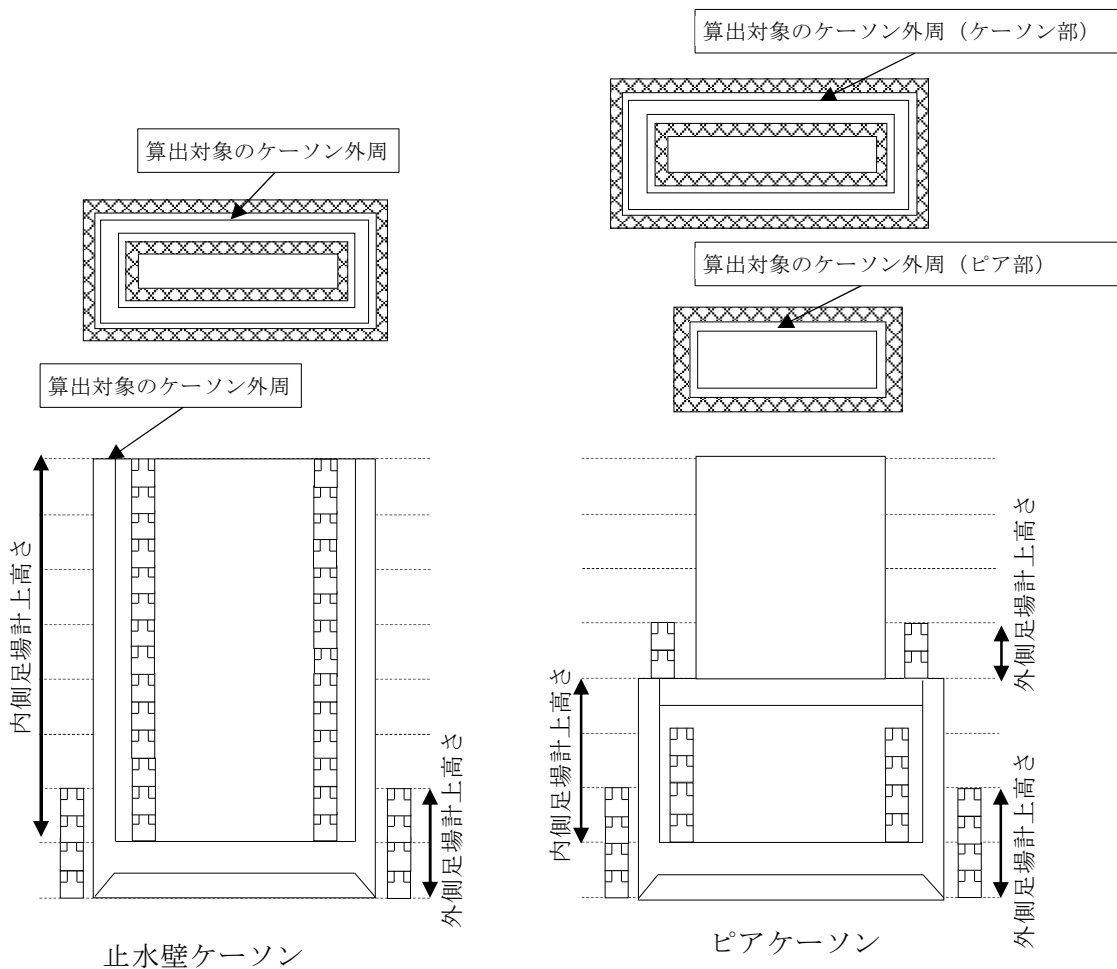 算出対象のケーソン外周（ケーソン部）
算出対象のケーソン外周
算出対象のケーソン外周（ピア部）
算出対象のケーソン外周
内側足場計上高さ
外側足場計上高さ
外側足場計上高さ
内側足場計上高さ
外側足場計上高さ
止水壁ケーソン
ピアケーソン